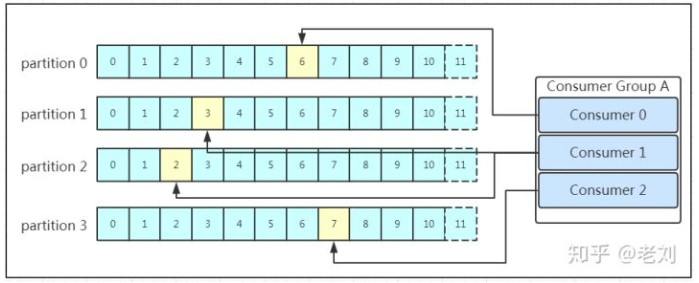 partition 0 0 1 2 3 4 5 6 7 8 9 10 11
Consumer Group A
Consumer 0
partition 1 0 1 2 3 4 5 6 7 8 9 10 11
Consumer 1
partition 2 0 1 2 3 4 5 6 7 8 9 10 11
Consumer 2
partition 3 0 1 2 3 4 5 6 7 8 9 10 11
知乎 @老刘